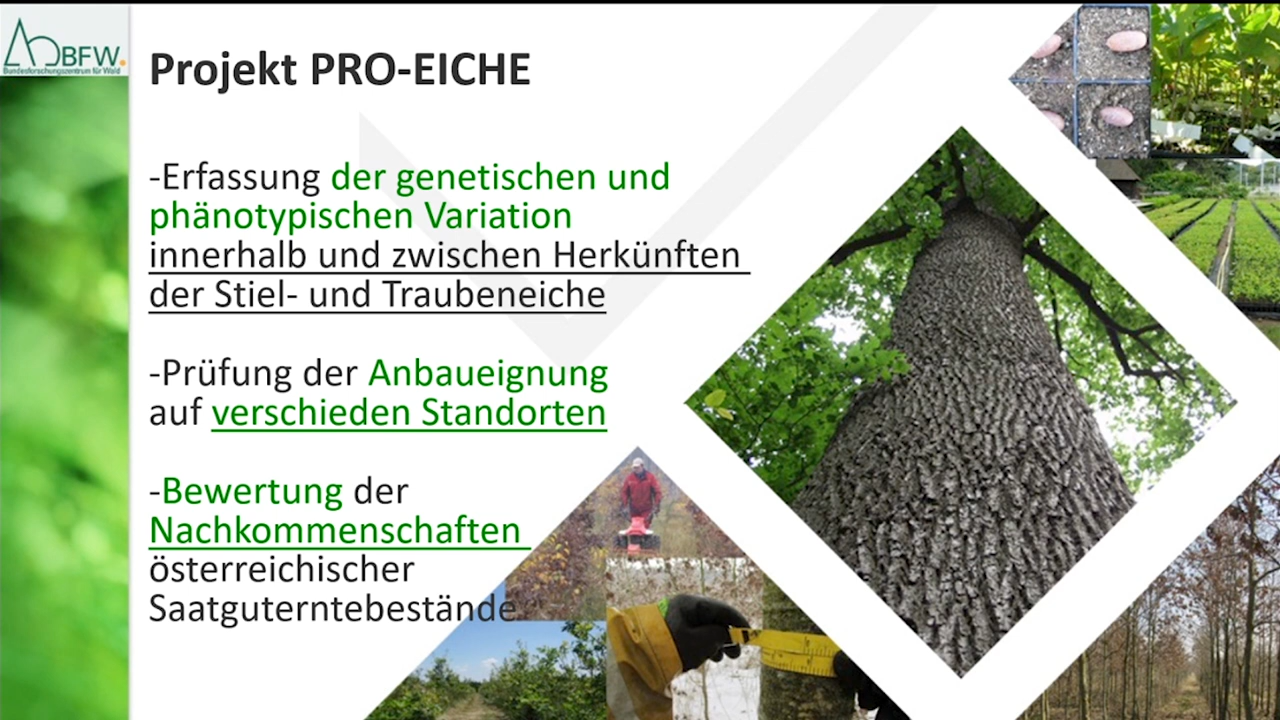 BFW.
Bundesforschungszentrum für Wald
Projekt PRO-EICHE
-Erfassung der genetischen und
phänotypischen Variation
innerhalb und zwischen Herkünften
der Stiel- und Traubeneiche
-Prüfung der Anbaueignung
auf verschieden Standorten
-Bewertung der
Nachkommenschaften
österreichischer
Saatguterntebestände